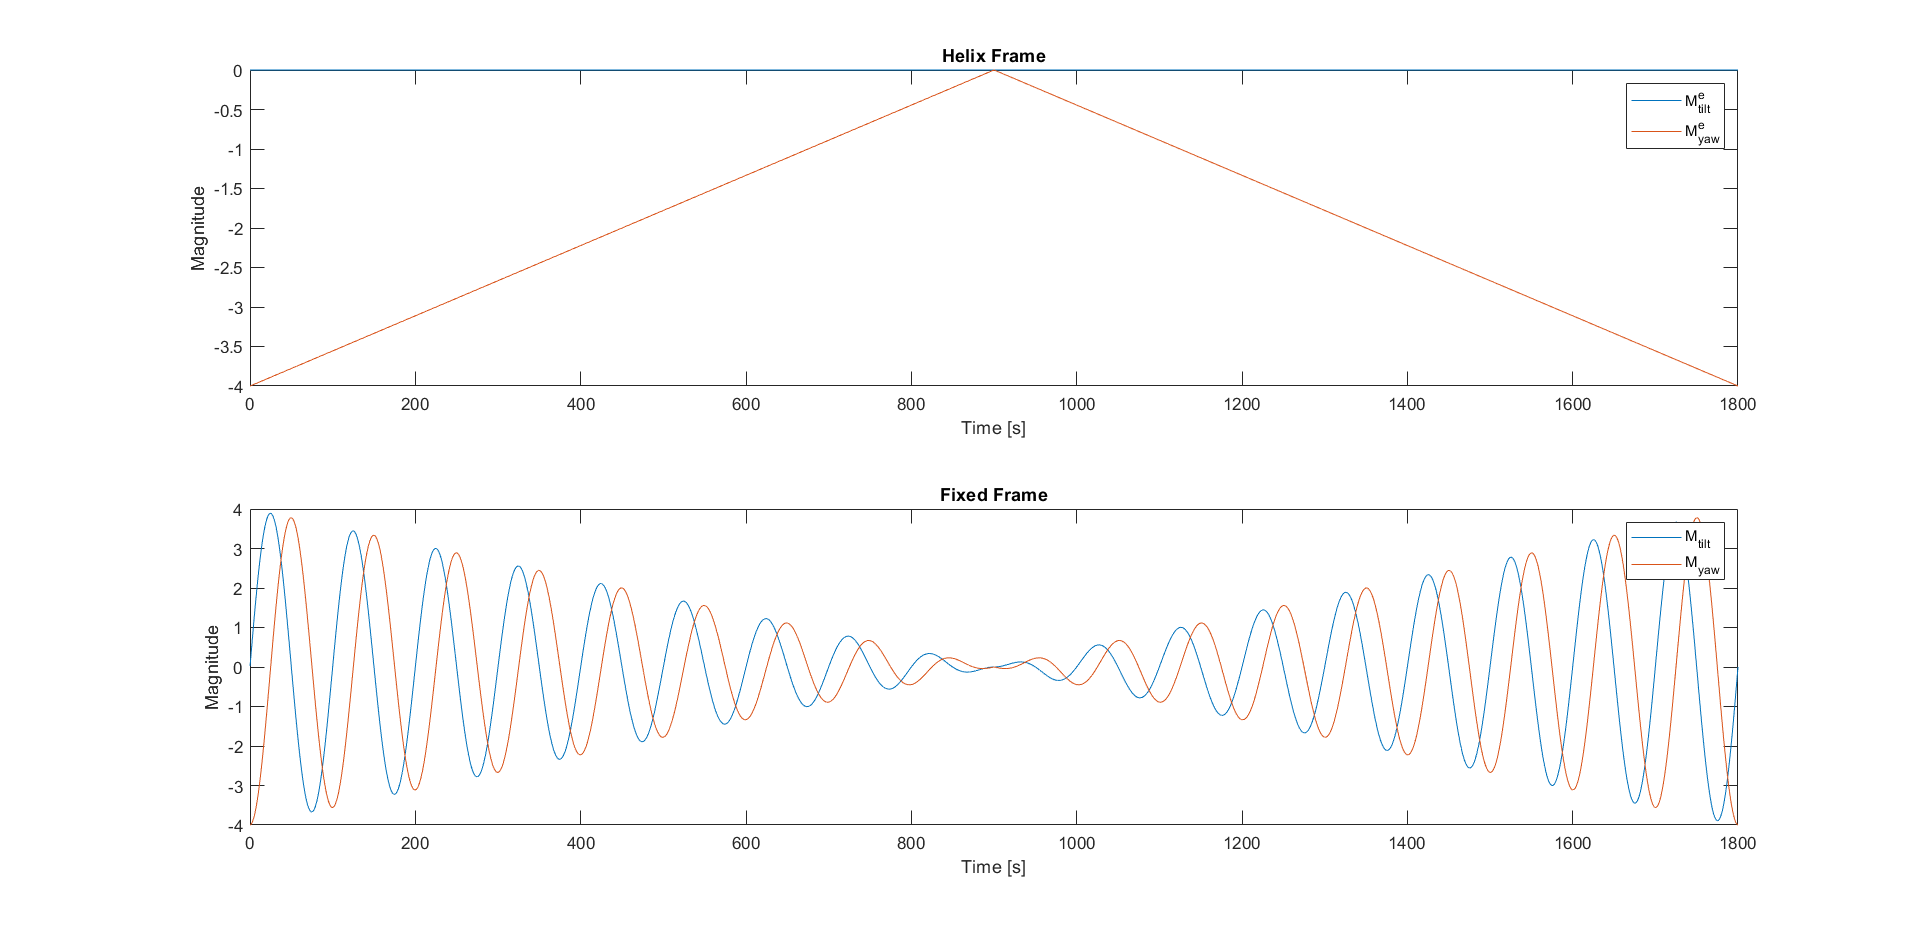 Helix Frame
0
-0.5
-1
-1.5
-2
-2.5
-3
-3.5
-4
Magnitude
M^e_tilt
M^e_yaw
0 200 400 600 800 1000 1200 1400 1600 1800
Time [s]
Fixed Frame
4
3
2
1
0
-1
-2
-3
-4
Magnitude
M_tilt
M_yaw
0 200 400 600 800 1000 1200 1400 1600 1800
Time [s]